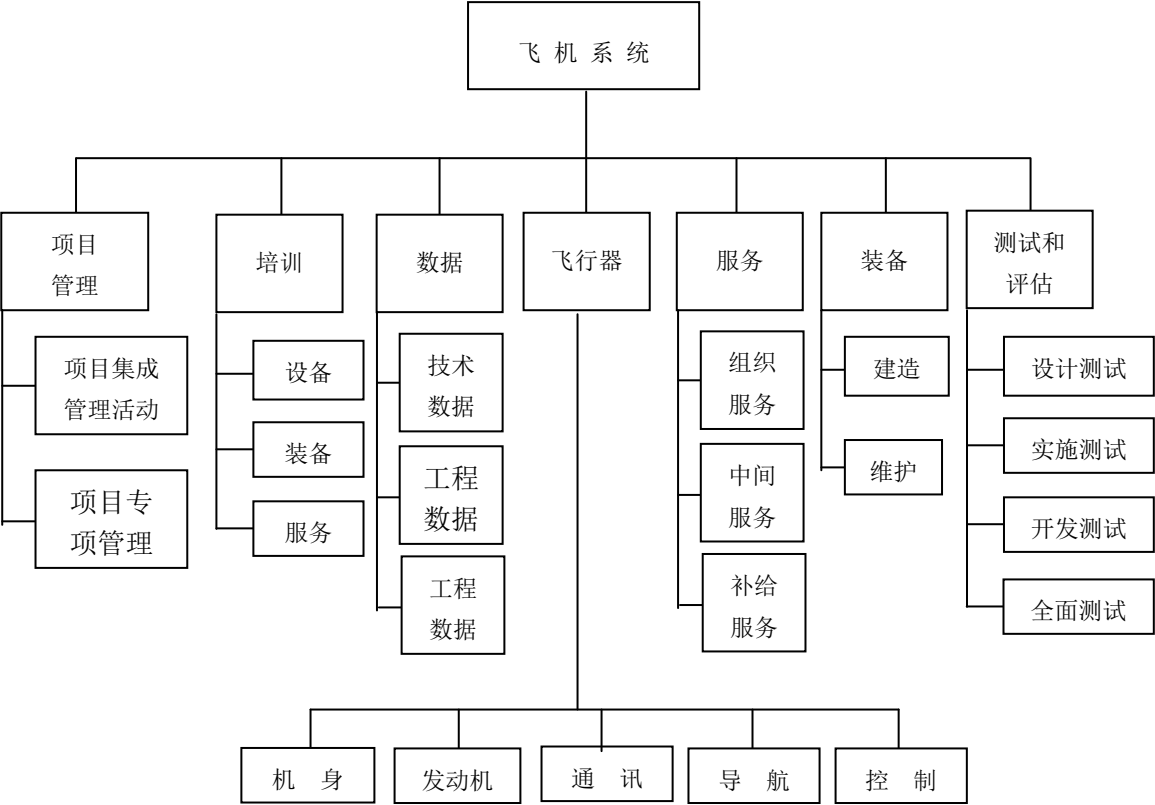 飞 机 系 统
项目
管理
培训
数据
飞行器
服务
装备
测试和
评估
项目集成
管理活动
项目专
项管理
设备
装备
服务
技术
数据
工程
数据
工程
数据
组织
服务
中间
服务
补给
服务
建造
维护
设计测试
实施测试
开发测试
全面测试
机 身
发动机
通 讯
导 航
控 制